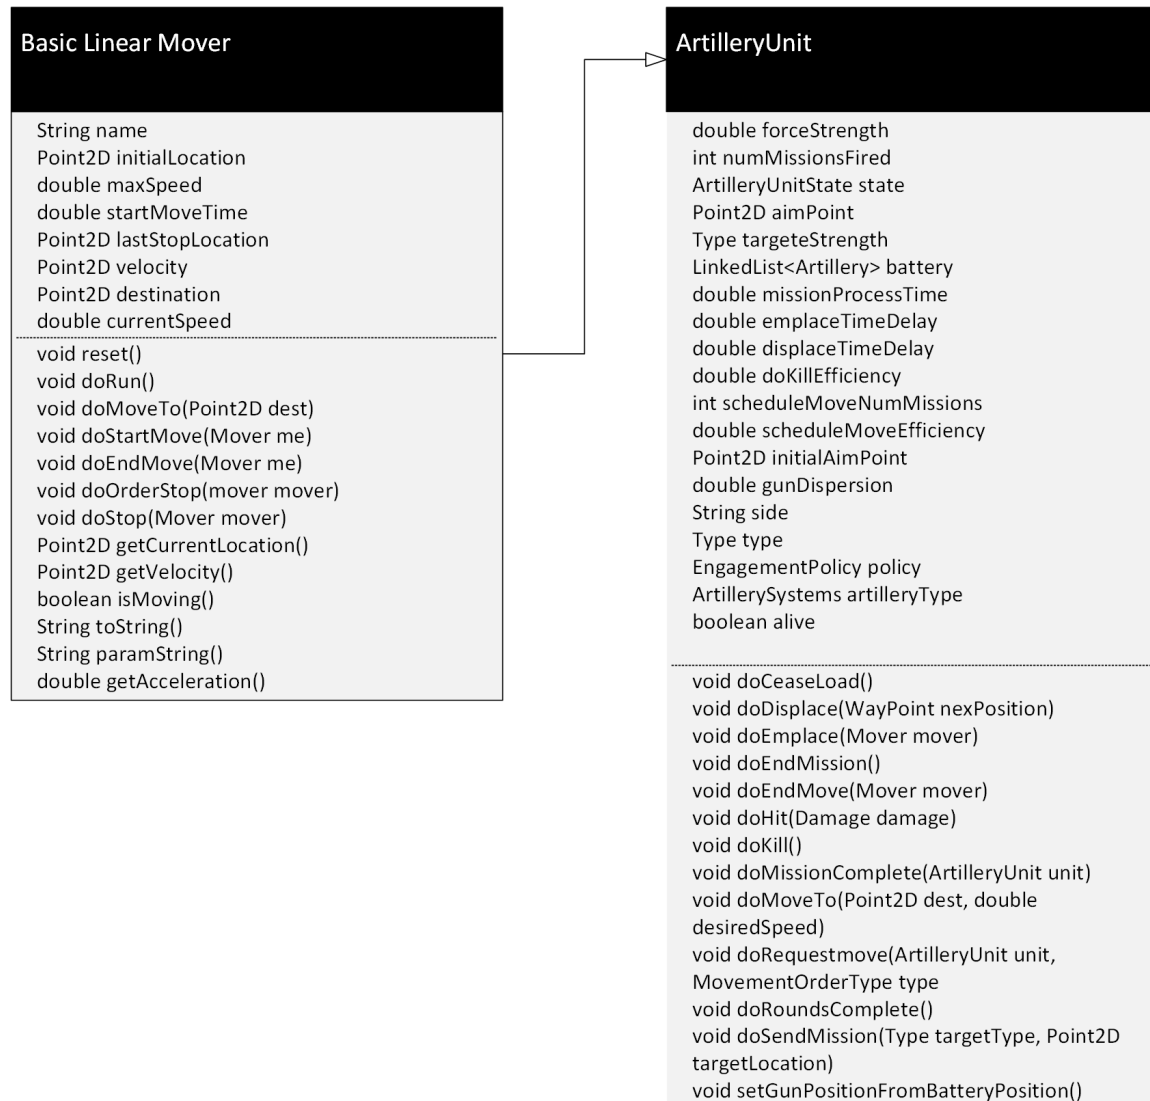 Basic Linear Mover
String name
Point2D initialLocation
double maxSpeed
double startMoveTime
Point2D lastStopLocation
Point2D velocity
Point2D destination
double currentSpeed
void reset()
void doRun()
void doMoveTo(Point2D dest)
void doStartMove(Mover me)
void doEndMove(Mover me)
void doOrderStop(mover mover)
void doStop(Mover mover)
Point2D getCurrentLocation()
Point2D getVelocity()
boolean isMoving()
String toString()
String paramString()
double getAcceleration()
ArtilleryUnit
double forceStrength
int numMissionsFired
ArtilleryUnitState state
Point2D aimPoint
Type targeteStrength
LinkedList<Artillery> battery
double missionProcessTime
double emplaceTimeDelay
double displaceTimeDelay
double doKillEfficiency
int scheduleMoveNumMissions
double scheduleMoveEfficiency
Point2D initialAimPoint
double gunDispersion
String side
Type type
EngagementPolicy policy
ArtillerySystems artilleryType
boolean alive
void doCeaseLoad()
void doDisplace(WayPoint nexPosition)
void doEmplace(Mover mover)
void doEndMission()
void doEndMove(Mover mover)
void doHit(Damage damage)
void doKill()
void doMissionComplete(ArtilleryUnit unit)
void doMoveTo(Point2D dest, double
desiredSpeed)
void doRequestmove(ArtilleryUnit unit,
MovementOrderType type
void doRoundsComplete()
void doSendMission(Type targetType, Point2D
targetLocation)
void setGunPositionFromBatteryPosition()